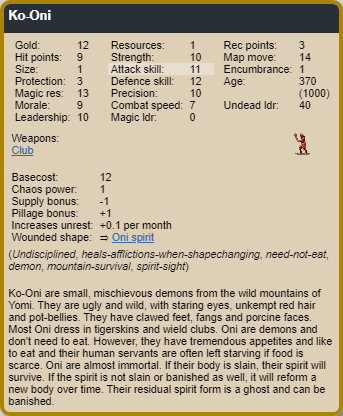 Ko-Oni
Gold: 12 Resources: 1 Rec points: 3
Hit points: 9 Strength: 10 Map move: 14
Size: 1 Attack skill: 11 Encumbrance: 1
Protection: 3 Defence skill: 12 Age: 370
Magic res: 13 Precision: 10 (1000)
Morale: 9 Combat speed: 7 Undead ldr: 40
Leadership: 10 Magic ldr: 0
Weapons:
Club
Basecost: 12
Chaos power: 1
Supply bonus: -1
Pillage bonus: +1
Increases unrest: +0.1 per month
Wounded shape: ⇒ Oni spirit
(Undisciplined, heals-afflictions-when-shapechanging, need-not-eat,
demon, mountain-survival, spirit-sight)
Ko-Oni are small, mischievous demons from the wild mountains of
Yomi. They are ugly and wild, with staring eyes, unkempt red hair
and pot-bellies. They have clawed feet, fangs and porcine faces.
Most Oni dress in tigerskins and wield clubs. Oni are demons and
don't need to eat. However, they have tremendous appetites and like
to eat and their human servants are often left starving if food is
scarce. Oni are almost immortal. If their body is slain, their spirit will
survive. If the spirit is not slain or banished as well, it will reform a
new body over time. Their residual spirit form is a ghost and can be
banished.